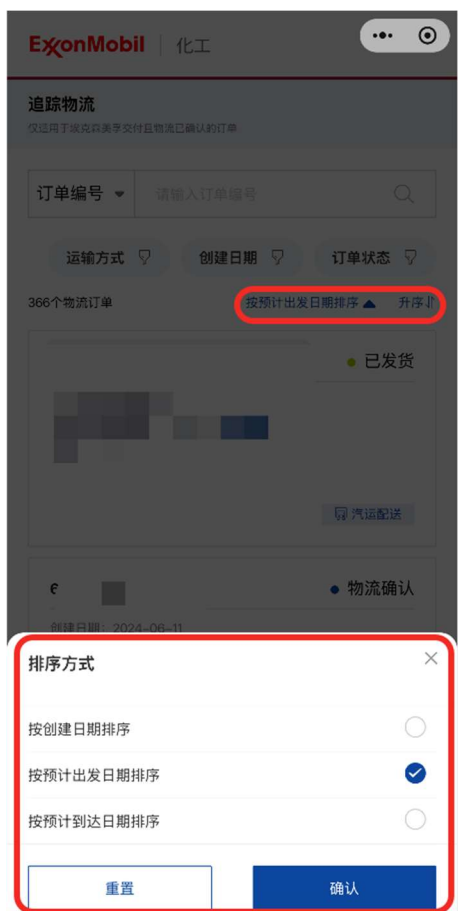 ExxonMobil 化工
追踪物流
仅适用于埃克森美孚交付且物流已确认的订单
订单编号 请输入订单编号
运输方式 创建日期 订单状态
366个物流订单 按预计出发日期排序 升序
已发货
汽运配送
物流确认
创建日期: 2024-06-11
排序方式
按创建日期排序
按预计出发日期排序
按预计到达日期排序
重置 确认